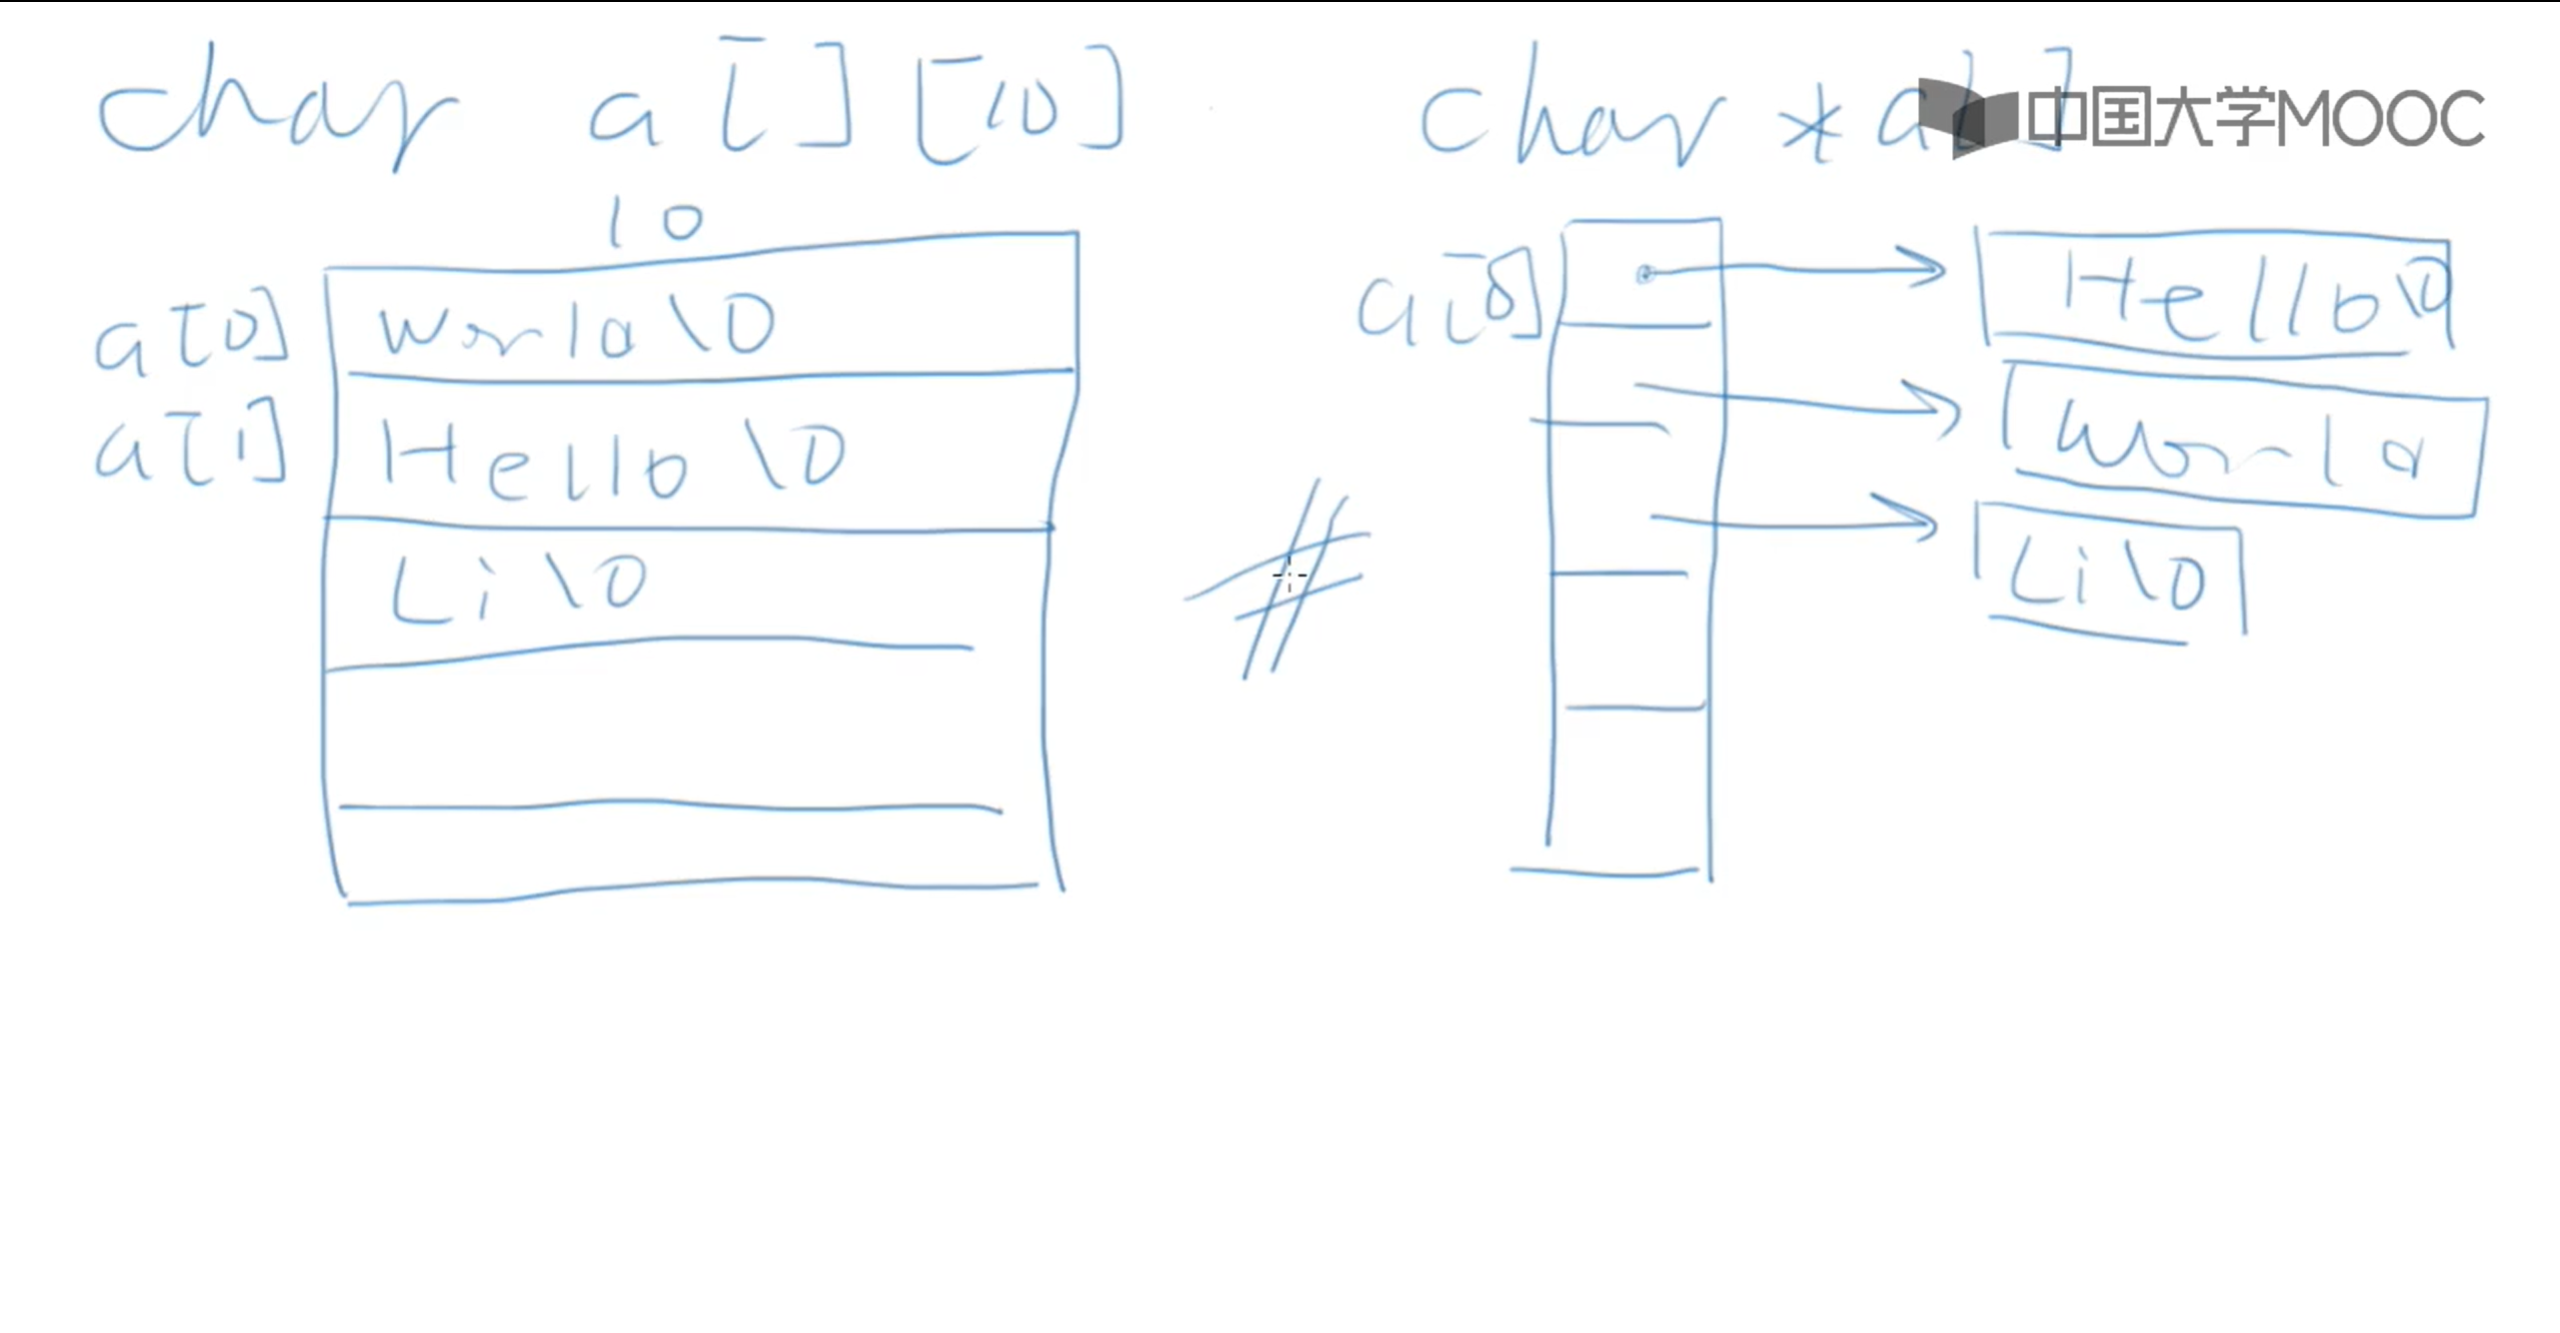 char a[][10]
char *a[]
中国大学MOOC
10
a[0] world\0
a[1] Hello\0
Li\0
a[0]
Hello\0
world
Li\0